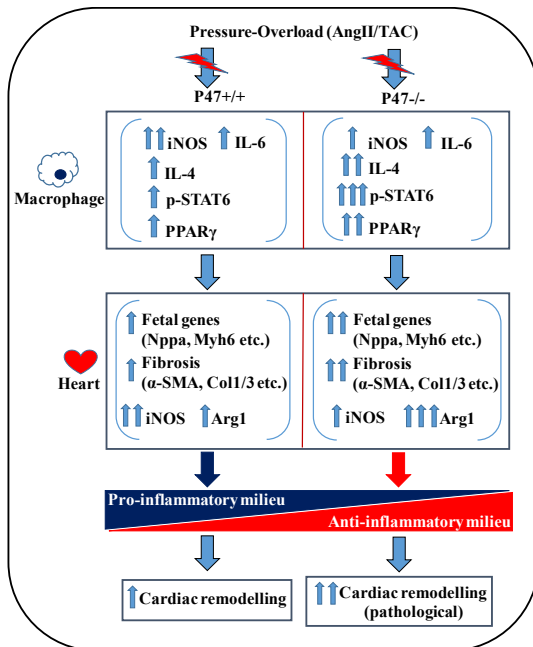 Pressure-Overload (AngII/TAC)
P47+/+
P47-/-
Macrophage
↑↑ iNOS ↑ IL-6
↑ IL-4
↑ p-STAT6
↑ PPARγ
↑ iNOS ↑ IL-6
↑↑ IL-4
↑↑↑ p-STAT6
↑↑ PPARγ
Heart
↑ Fetal genes
(Nppa, Myh6 etc.)
↑ Fibrosis
(α-SMA, Col1/3 etc.)
↑↑ iNOS ↑ Arg1
↑↑ Fetal genes
(Nppa, Myh6 etc.)
↑↑ Fibrosis
(α-SMA, Col1/3 etc.)
↑ iNOS ↑↑↑ Arg1
Pro-inflammatory milieu
Anti-inflammatory milieu
↑ Cardiac remodelling
↑↑ Cardiac remodelling
(pathological)